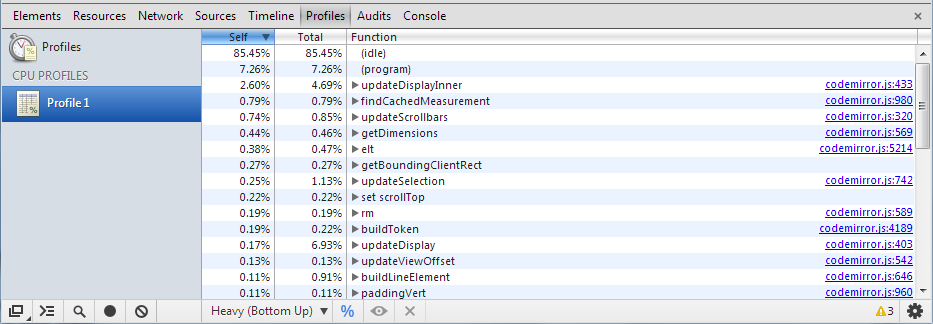 Elements Resources Network Sources Timeline Profiles Audits Console ×
Profiles
CPU PROFILES
Profile 1
Self ▼ Total Function
85.45% 85.45% (idle)
7.26% 7.26% (program)
2.60% 4.69% ▶ updateDisplayInner codemirror.js:433
0.79% 0.79% ▶ findCachedMeasurement codemirror.js:980
0.74% 0.85% ▶ updateScrollbars codemirror.js:320
0.44% 0.46% ▶ getDimensions codemirror.js:569
0.38% 0.47% ▶ elt codemirror.js:5214
0.27% 0.27% ▶ getBoundingClientRect
0.25% 1.13% ▶ updateSelection codemirror.js:742
0.22% 0.22% ▶ set scrollTop
0.19% 0.19% ▶ rm codemirror.js:589
0.19% 0.22% ▶ buildToken codemirror.js:4189
0.17% 6.93% ▶ updateDisplay codemirror.js:403
0.13% 0.13% ▶ updateViewOffset codemirror.js:542
0.11% 0.91% ▶ buildLineElement codemirror.js:646
0.11% 0.11% ▶ paddingVert codemirror.js:960
Heavy (Bottom Up) ▼ % 3